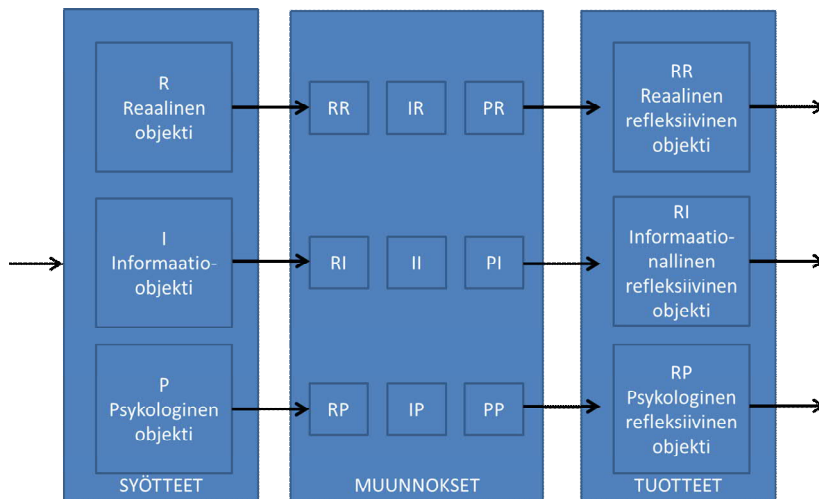 R
Reaalinen
objekti
RR
IR
PR
RR
Reaalinen
refleksiivinen
objekti
I
Informaatio-
objekti
RI
II
PI
RI
Informaatio-
nallinen
refleksiivinen
objekti
P
Psykologinen
objekti
RP
IP
PP
RP
Psykologinen
refleksiivinen
objekti
SYÖTTEET
MUUNNOKSET
TUOTTEET